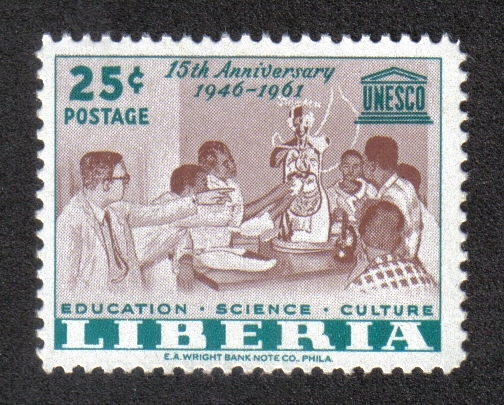 25¢
POSTAGE
15th Anniversary
1946-1961
UNESCO
EDUCATION · SCIENCE · CULTURE
LIBERIA
E.A. WRIGHT BANK NOTE CO., PHILA.